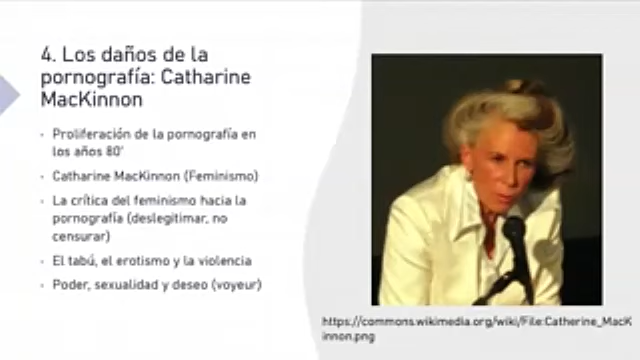 4. Los daños de la
pornografía: Catharine
MacKinnon
Proliferación de la pornografía en
los años 80'
Catharine MacKinnon (Feminismo)
La crítica del feminismo hacia la
pornografía (deslegitimar, no
censurar)
El tabú, el erotismo y la violencia
Poder, sexualidad y deseo (voyeur)
https://commons.wikimedia.org/wiki/File:Catherine_MacK
innon.png